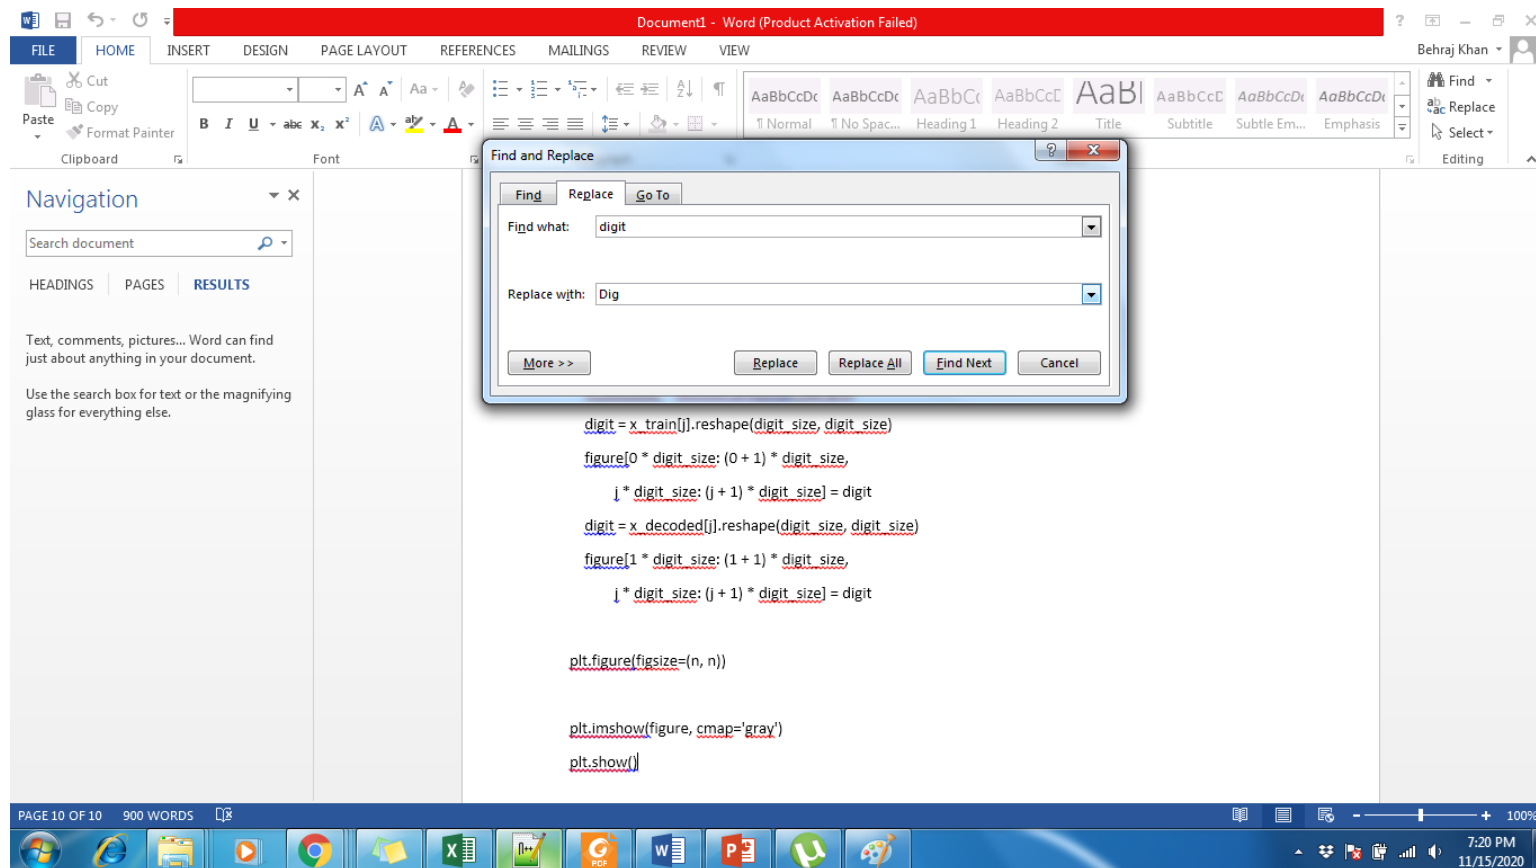 Document1 - Word (Product Activation Failed)
FILE HOME INSERT DESIGN PAGE LAYOUT REFERENCES MAILINGS REVIEW VIEW Behraj Khan
Cut
Copy
Format Painter
Paste
Clipboard
Aa
B I U abc X₂ X² A ab A
Font
AaBbCcDc AaBbCcDc AaBbCc AaBbCcC AaBl AaBbCcC AaBbCcDc AaBbCcDc
¶ Normal ¶ No Spac... Heading 1 Heading 2 Title Subtitle Subtle Em... Emphasis
Find
Replace
Select
Editing
Navigation
Search document
HEADINGS PAGES RESULTS
Text, comments, pictures... Word can find
just about anything in your document.
Use the search box for text or the magnifying
glass for everything else.
Find and Replace
Find Replace Go To
Find what: digit
Replace with: Dig
More >> Replace Replace All Find Next Cancel
digit = x_train[j].reshape(digit_size, digit_size)
figure[0 * digit_size: (0 + 1) * digit_size,
j * digit_size: (j + 1) * digit_size] = digit
digit = x_decoded[j].reshape(digit_size, digit_size)
figure[1 * digit_size: (1 + 1) * digit_size,
j * digit_size: (j + 1) * digit_size] = digit
plt.figure(figsize=(n, n))
plt.imshow(figure, cmap='gray')
plt.show()
PAGE 10 OF 10 900 WORDS 100%
7:20 PM
11/15/2020